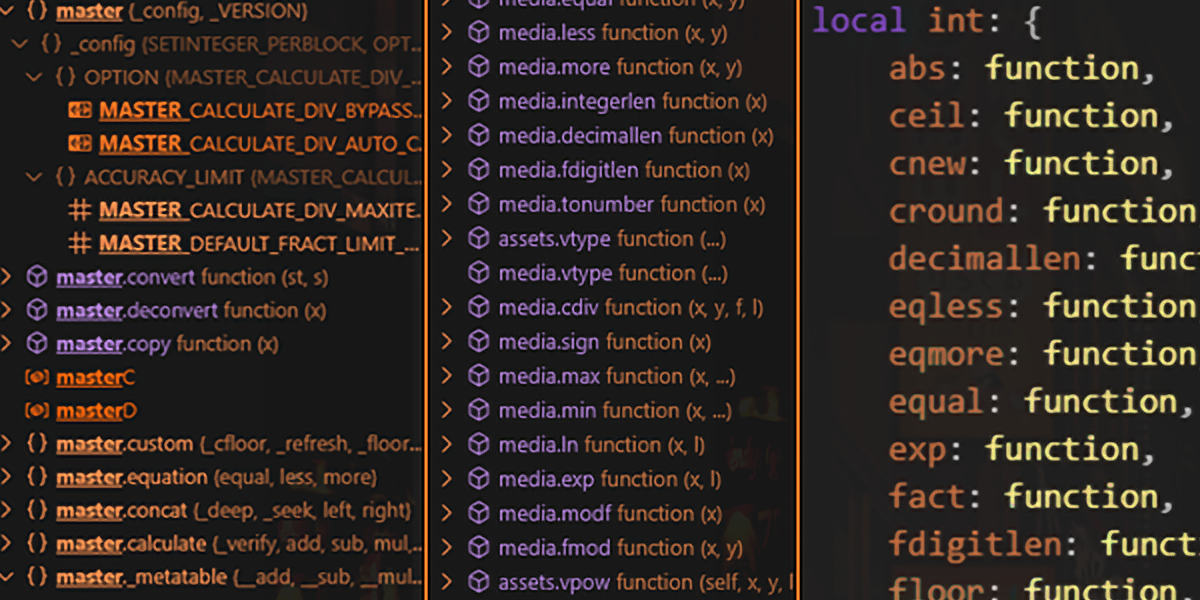 master {_config, _VERSION)
_config (SETINTEGER_PERBLOCK, OPT...
OPTION (MASTER_CALCULATE_DIV_...
MASTER_CALCULATE_DIV_BYPASS...
MASTER_CALCULATE_DIV_AUTO_C...
ACCURACY_LIMIT (MASTER_CALCUL...
MASTER_CALCULATE_DIV_MAXITE...
MASTER_DEFAULT_FRACT_LIMIT_...
master.convert function (st, s)
master.deconvert function (x)
master.copy function (x)
masterC
masterD
master.custom {_cfloor, _refresh, _floor...
master.equation {equal, less, more)
master.concat {_deep, _seek, left, right)
master.calculate {_verify, add, sub, mul,...
master._metatable {__add, __sub, __mul...
media.equal function (x, y)
media.less function (x, y)
media.more function (x, y)
media.integerlen function (x)
media.decimallen function (x)
media.fdigitlen function (x)
media.tonumber function (x)
assets.vtype function (...)
media.vtype function (...)
media.cdiv function (x, y, f, l)
media.sign function (x)
media.max function (x, ...)
media.min function (x, ...)
media.ln function (x, l)
media.exp function (x, l)
media.modf function (x)
media.fmod function (x, y)
assets.vpow function (self, x, y, l
local int: {
abs: function,
ceil: function,
cnew: function,
cround: function
decimallen: func
eqless: function
eqmore: function
equal: function,
exp: function,
fact: function,
fdigitlen: funct
floor: function,